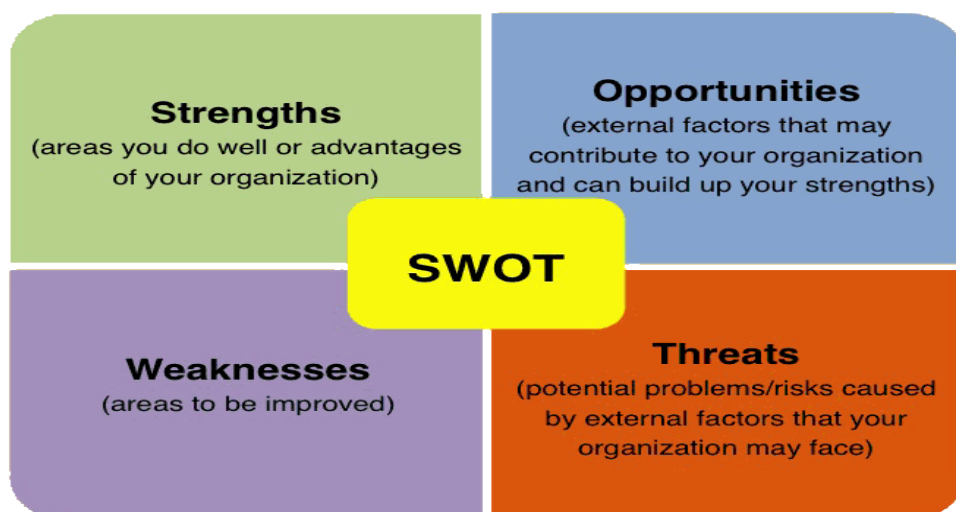 Strengths
(areas you do well or advantages
of your organization)
Opportunities
(external factors that may
contribute to your organization
and can build up your strengths)
SWOT
Weaknesses
(areas to be improved)
Threats
(potential problems/risks caused
by external factors that your
organization may face)